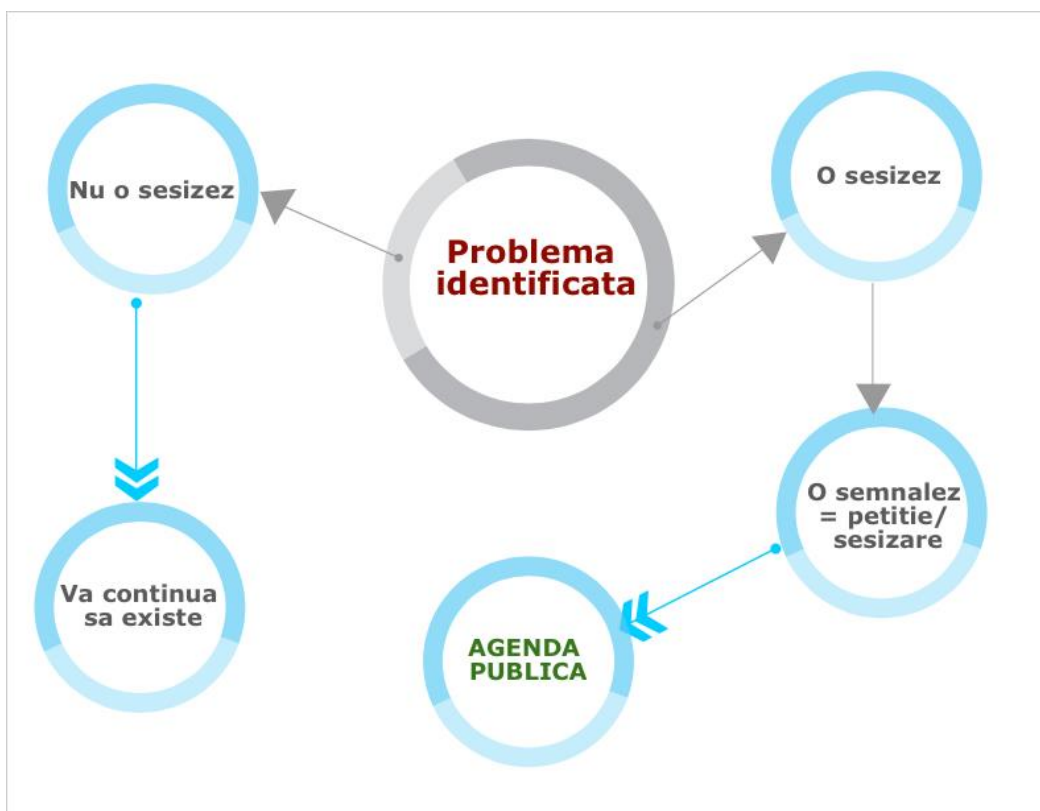 Problema
identificata
Nu o sesizez
Va continua
sa existe
O sesizez
O semnalez
= petitie/
sesizare
AGENDA
PUBLICA